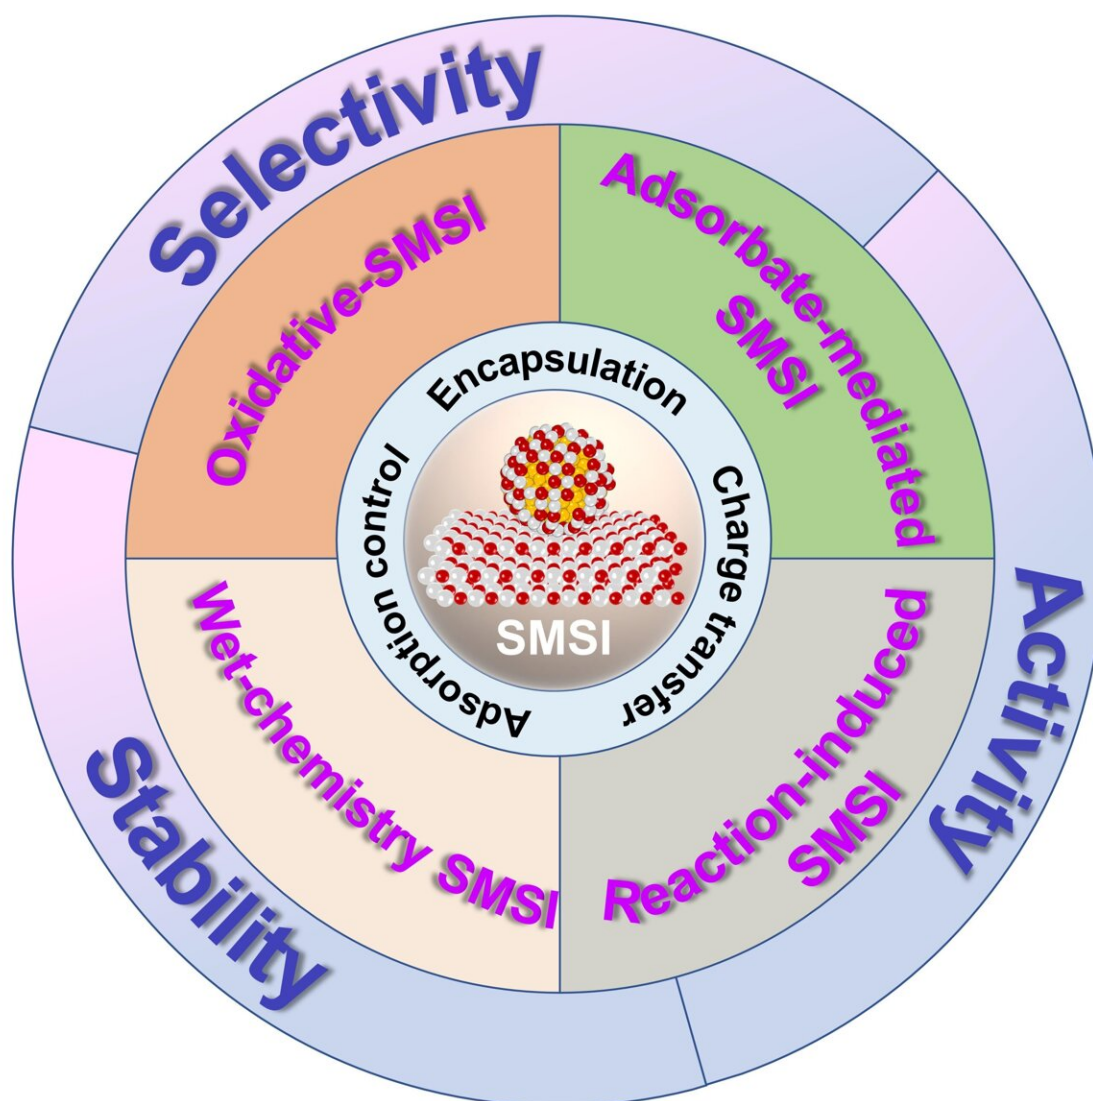 Selectivity
Activity
Stability
Oxidative-SMSI
Adsorbate-mediated
SMSI
Reaction-induced
SMSI
Wet-chemistry SMSI
Encapsulation
Charge transfer
Adsorption control
SMSI